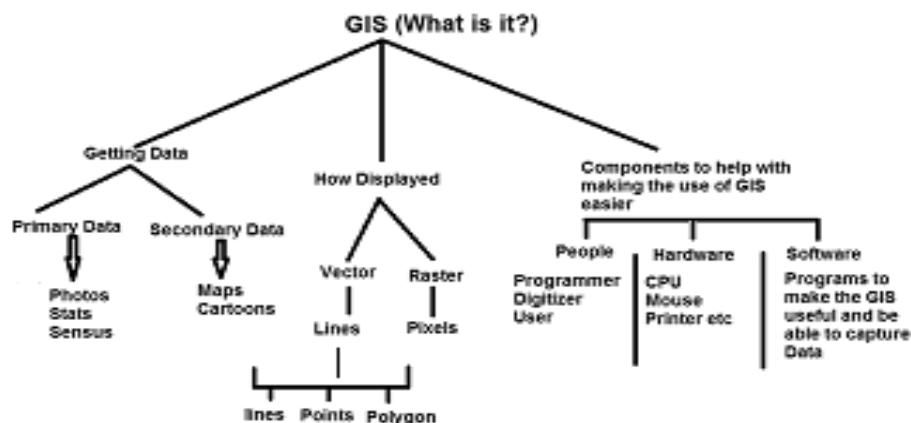 GIS (What is it?)
Getting Data
Primary Data
Photos
Stats
Sensus
Secondary Data
Maps
Cartoons
How Displayed
Vector
Lines
lines
Points
Polygon
Raster
Pixels
Components to help with
making the use of GIS
easier
People
Programmer
Digitizer
User
Hardware
CPU
Mouse
Printer etc
Software
Programs to
make the GIS
useful and be
able to capture
Data